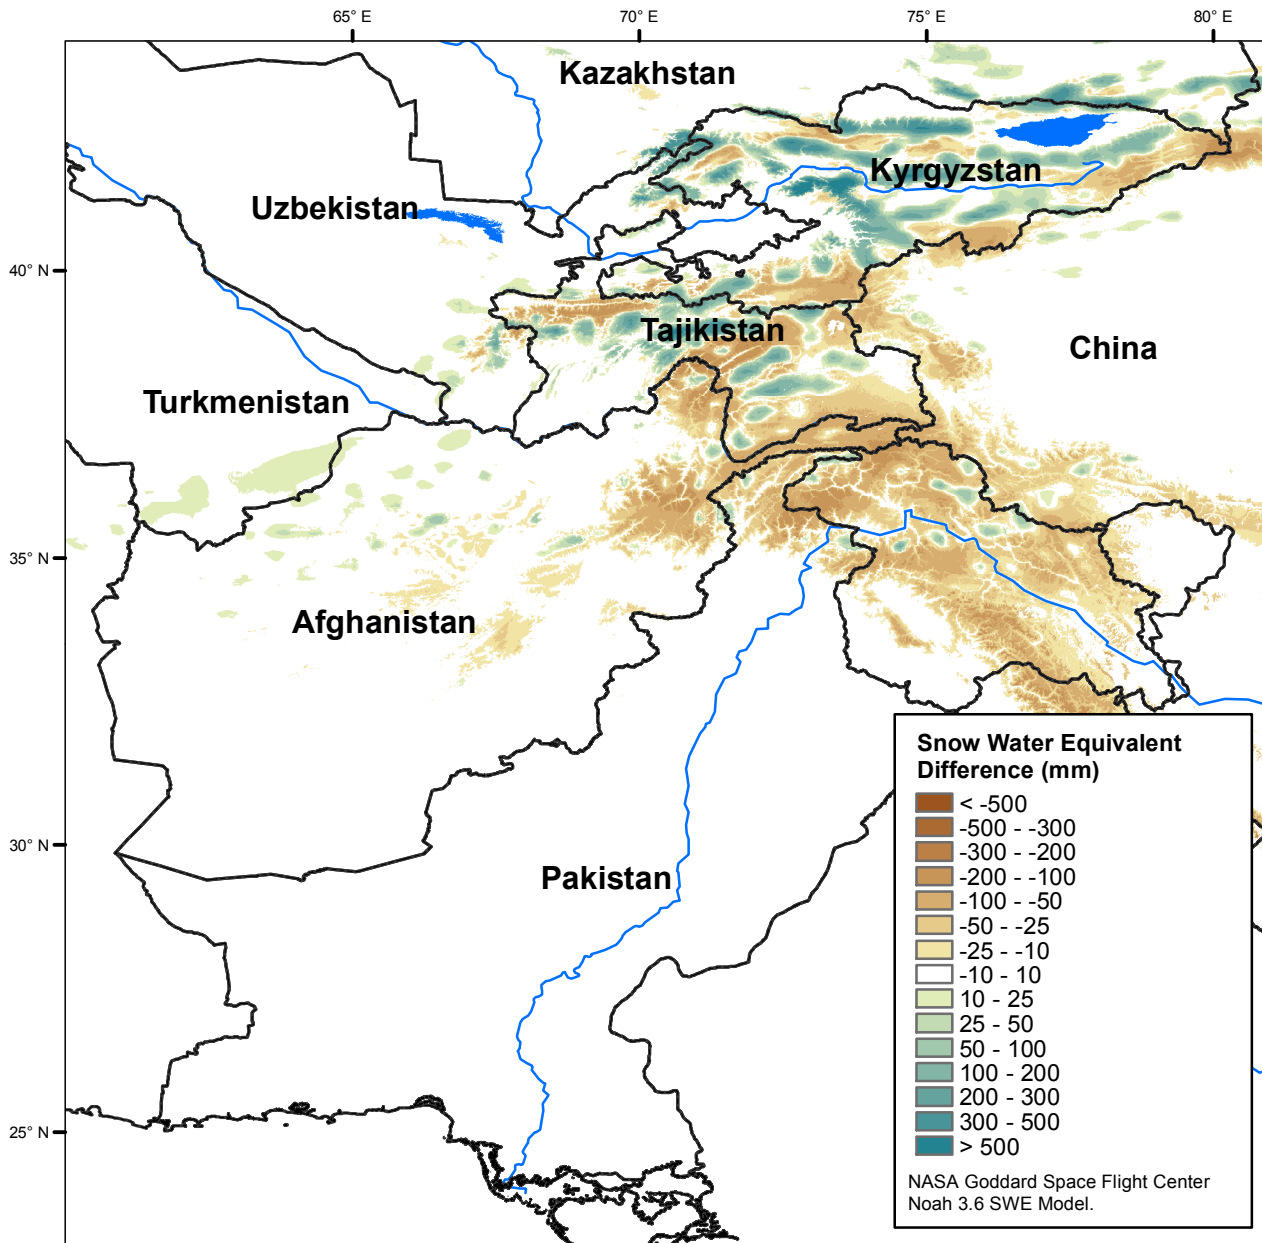 65° E
70° E
75° E
80° E
Kazakhstan
Kyrgyzstan
Uzbekistan
40° N
Tajikistan
China
Turkmenistan
35° N
Afghanistan
30° N
Pakistan
25° N
Snow Water Equivalent
Difference (mm)
< -500
-500 - -300
-300 - -200
-200 - -100
-100 - -50
-50 - -25
-25 - -10
-10 - 10
10 - 25
25 - 50
50 - 100
100 - 200
200 - 300
300 - 500
> 500
NASA Goddard Space Flight Center
Noah 3.6 SWE Model.